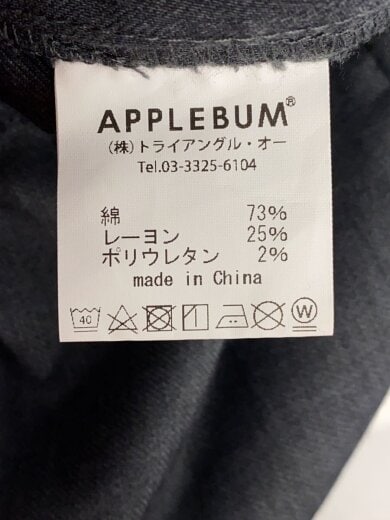 APPLEBUM®
(株)トライアングル・オー
Tel.03-3325-6104
綿 73%
レーヨン 25%
ポリウレタン 2%
made in China
40 W